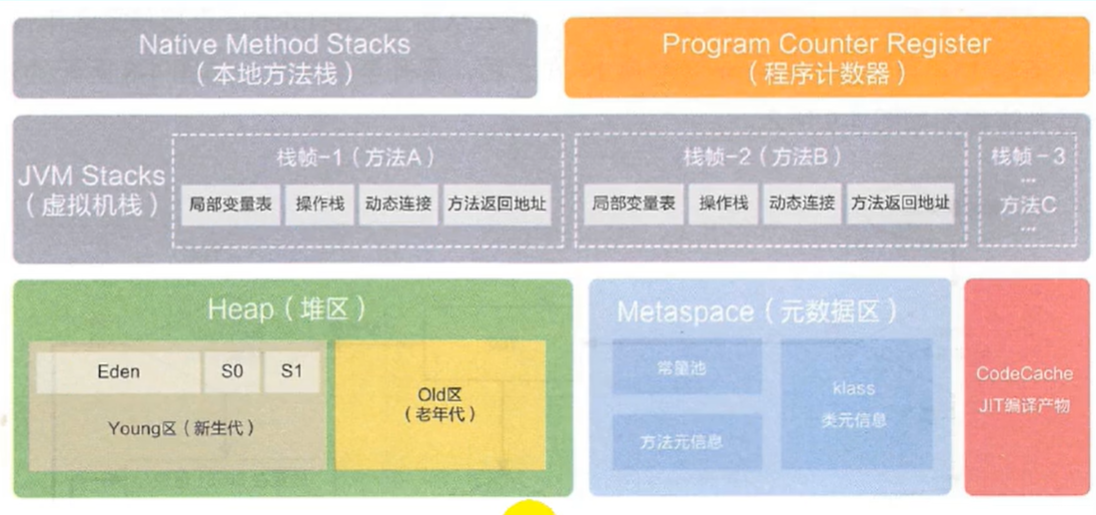 Native Method Stacks
（本地方法栈）
Program Counter Register
（程序计数器）
JVM Stacks
（虚拟机栈）
栈帧-1（方法A）
局部变量表
操作栈
动态连接
方法返回地址
栈帧-2（方法B）
局部变量表
操作栈
动态连接
方法返回地址
栈帧-3
...
方法C
...
Heap（堆区）
Eden
S0
S1
Young区（新生代）
Old区
（老年代）
Metaspace（元数据区）
常量池
方法元信息
klass
类元信息
CodeCache
JIT编译产物